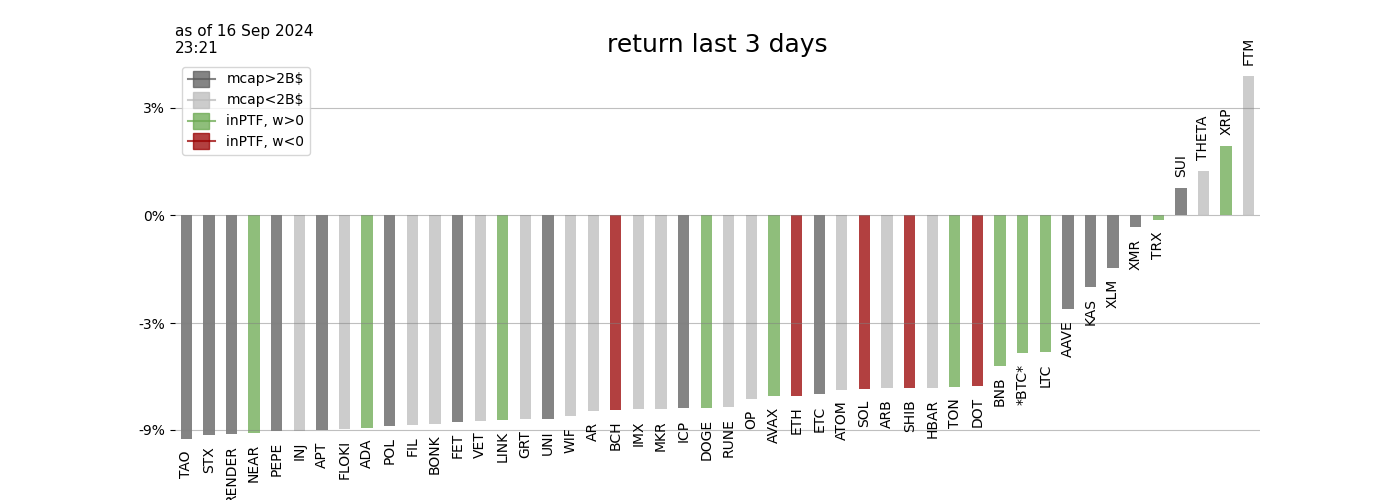 as of 16 Sep 2024
23:21
return last 3 days
mcap>2B$
mcap<2B$
inPTF, w>0
inPTF, w<0
3%
0%
-3%
-9%
TAO
STX
RENDER
NEAR
PEPE
INJ
APT
FLOKI
ADA
POL
FIL
BONK
FET
VET
LINK
GRT
UNI
WIF
AR
BCH
IMX
MKR
ICP
DOGE
RUNE
OP
AVAX
ETH
ETC
ATOM
SOL
ARB
SHIB
HBAR
TON
DOT
BNB
*BTC*
LTC
AAVE
KAS
XLM
XMR
TRX
SUI
THETA
XRP
FTM